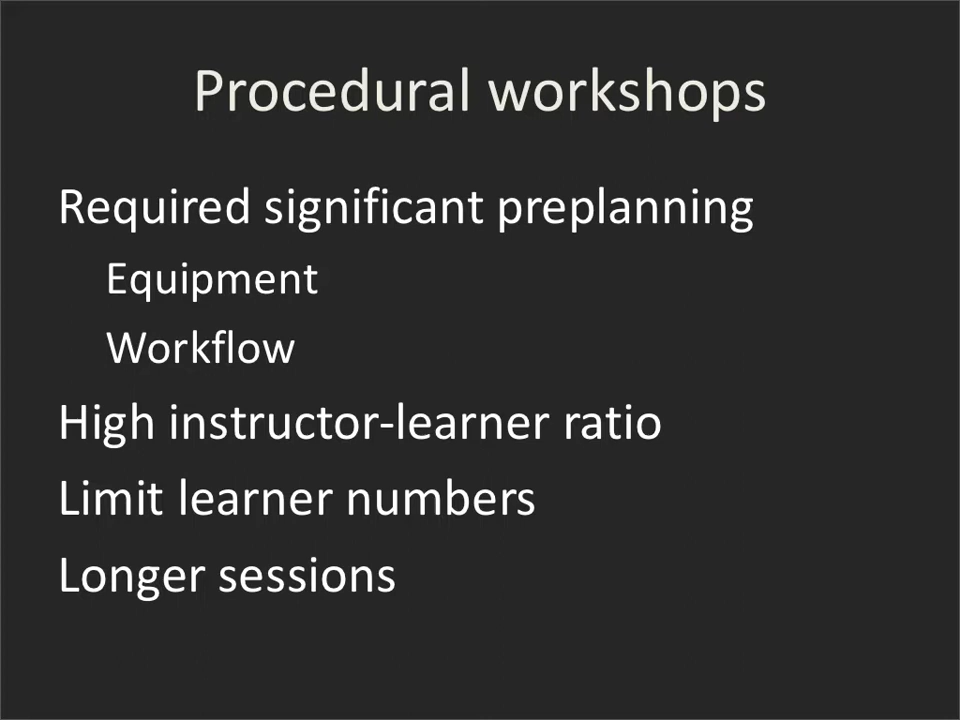 Procedural workshops
Required significant preplanning
Equipment
Workflow
High instructor-learner ratio
Limit learner numbers
Longer sessions